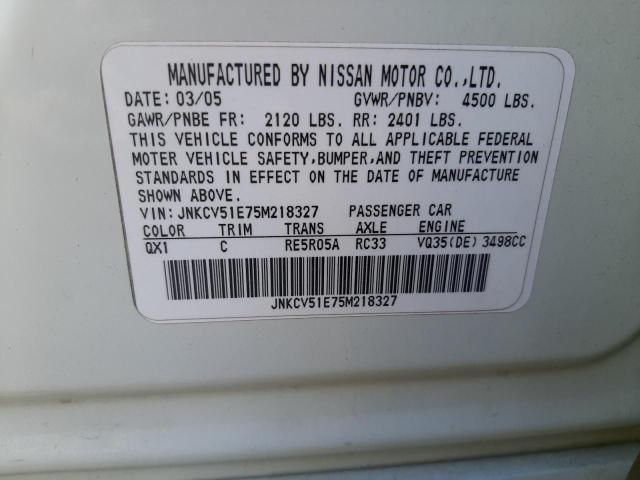 MANUFACTURED BY NISSAN MOTOR CO.,LTD.
DATE: 03/05 GVWR/PNBV: 4500 LBS.
GAWR/PNBE FR: 2120 LBS. RR: 2401 LBS.
THIS VEHICLE CONFORMS TO ALL APPLICABLE FEDERAL
MOTER VEHICLE SAFETY,BUMPER,AND THEFT PREVENTION
STANDARDS IN EFFECT ON THE DATE OF MANUFACTURE
SHOWN ABOVE.
VIN: JNKCV51E75M218327 PASSENGER CAR
COLOR TRIM TRANS AXLE ENGINE
QX1 C RE5R05A RC33 VQ35(DE) 3498CC
JNKCV51E75M218327